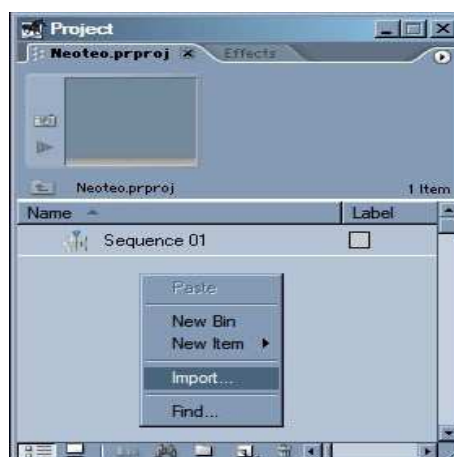 Project
Neoteo.prproj Effects
Neoteo.prproj 1 Item
Name Label
Sequence 01
Paste
New Bin
New Item
Import...
Find...